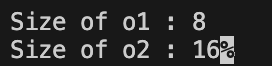 Size of o1 : 8
Size of o2 : 16%